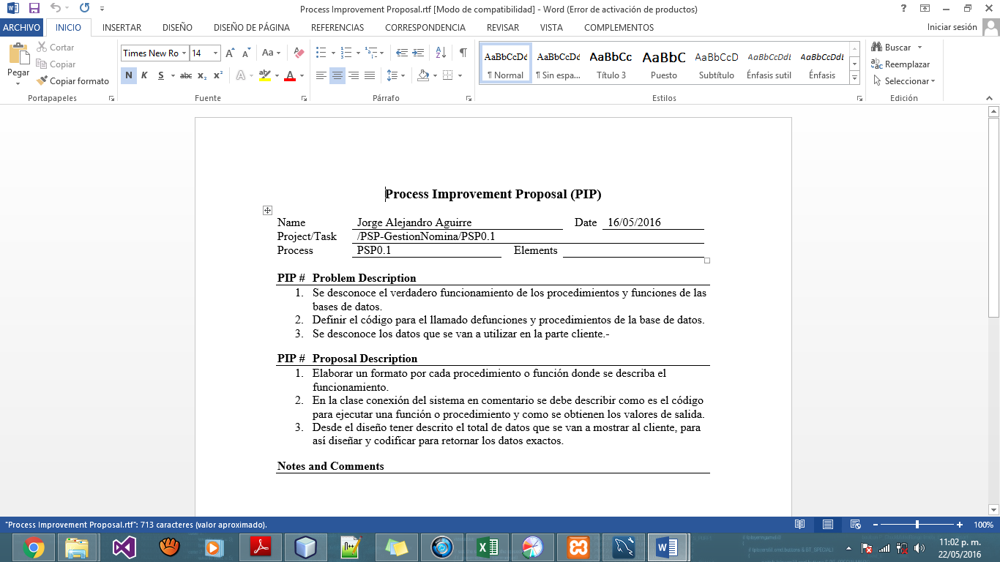 Process Improvement Proposal.rtf [Modo de compatibilidad] - Word (Error de activación de productos)
ARCHIVO INICIO INSERTAR DISEÑO DISEÑO DE PÁGINA REFERENCIAS CORRESPONDENCIA REVISAR VISTA COMPLEMENTOS Iniciar sesión
Pegar
Cortar
Copiar
Copiar formato
Portapapeles
Times New Ro 14
N K S abc x₂ x²
Fuente
Párrafo
AaBbCcDc AaBbCcDc AaBbCc AaBbC AaBbCcD AaBbCcDdI AaBbCcDdI
¶ Normal ¶ Sin espa... Título 3 Puesto Subtítulo Énfasis sutil Énfasis
Estilos
Buscar
Reemplazar
Seleccionar
Edición
Process Improvement Proposal (PIP)
Name Jorge Alejandro Aguirre Date 16/05/2016
Project/Task /PSP-GestionNomina/PSP0.1
Process PSP0.1 Elements
PIP # Problem Description
1. Se desconoce el verdadero funcionamiento de los procedimientos y funciones de las
bases de datos.
2. Definir el código para el llamado defunciones y procedimientos de la base de datos.
3. Se desconoce los datos que se van a utilizar en la parte cliente.-
PIP # Proposal Description
1. Elaborar un formato por cada procedimiento o función donde se describa el
funcionamiento.
2. En la clase conexión del sistema en comentario se debe describir como es el código
para ejecutar una función o procedimiento y como se obtienen los valores de salida.
3. Desde el diseño tener descrito el total de datos que se van a mostrar al cliente, para
así diseñar y codificar para retornar los datos exactos.
Notes and Comments
"Process Improvement Proposal.rtf": 713 caracteres (valor aproximado). 100%
11:02 p. m.
22/05/2016